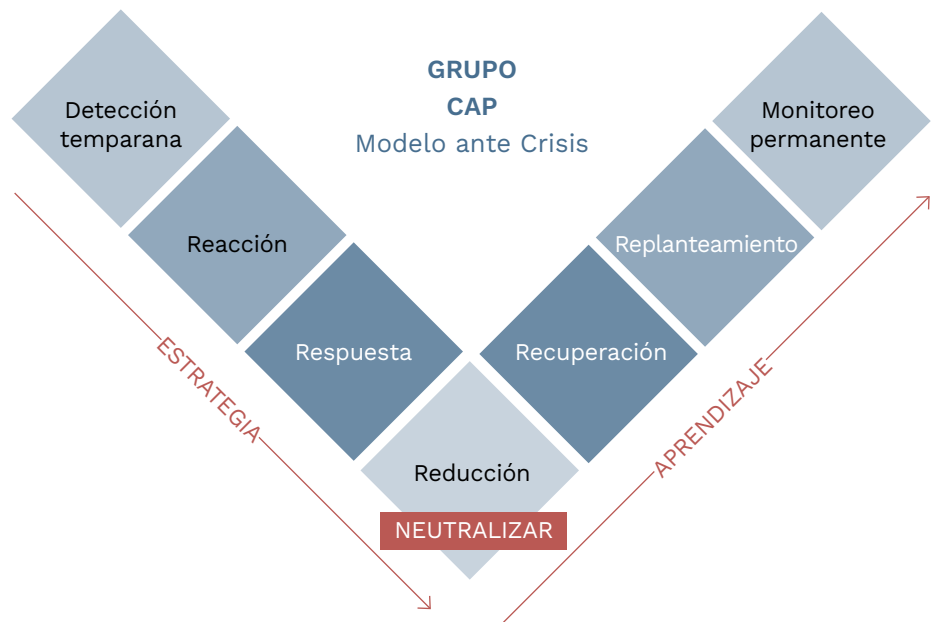 GRUPO
CAP
Modelo ante Crisis
Detección
temparana
Reacción
Respuesta
Reducción
NEUTRALIZAR
Recuperación
Replanteamiento
Monitoreo
permanente
ESTRATEGIA
APRENDIZAJE